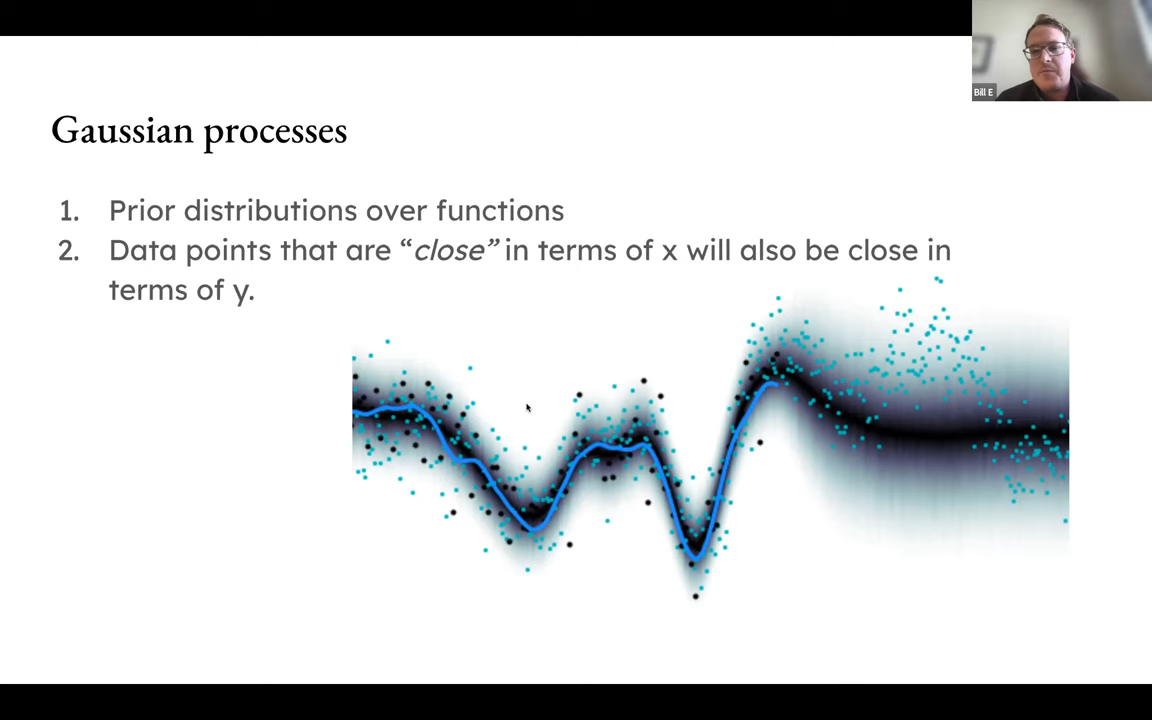 Bill E
Gaussian processes
1. Prior distributions over functions
2. Data points that are “close” in terms of x will also be close in
terms of y.